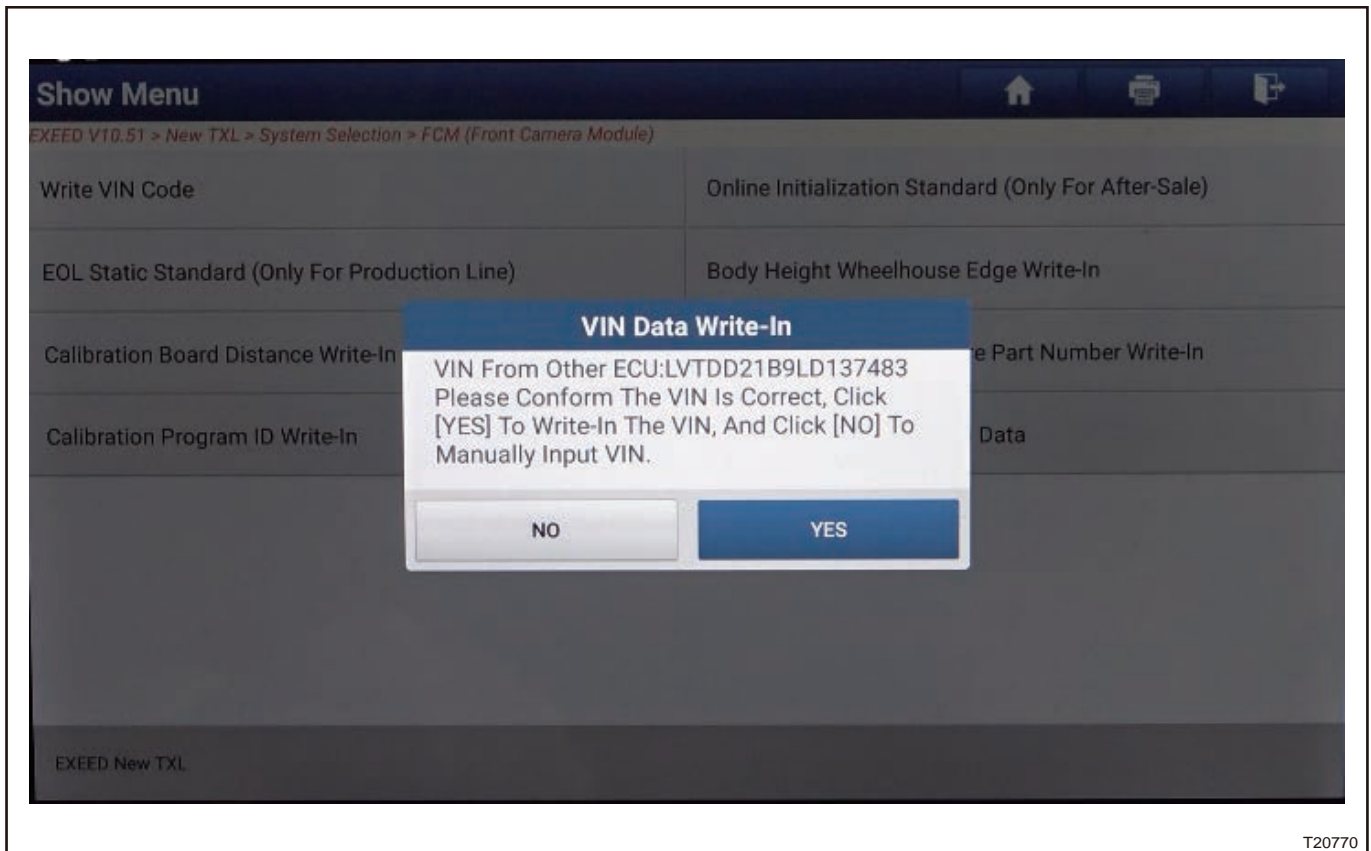 Show Menu
EXEED V10.51 > New TXL > System Selection > FCM (Front Camera Module)
Write VIN Code
Online Initialization Standard (Only For After-Sale)
EOL Static Standard (Only For Production Line)
Body Height Wheelhouse Edge Write-In
VIN Data Write-In
Calibration Board Distance Write-In
Part Number Write-In
VIN From Other ECU:LVTDD21B9LD137483
Please Conform The VIN Is Correct, Click
[YES] To Write-In The VIN, And Click [NO] To
Manually Input VIN.
Calibration Program ID Write-In
Data
NO
YES
EXEED New TXL
T20770